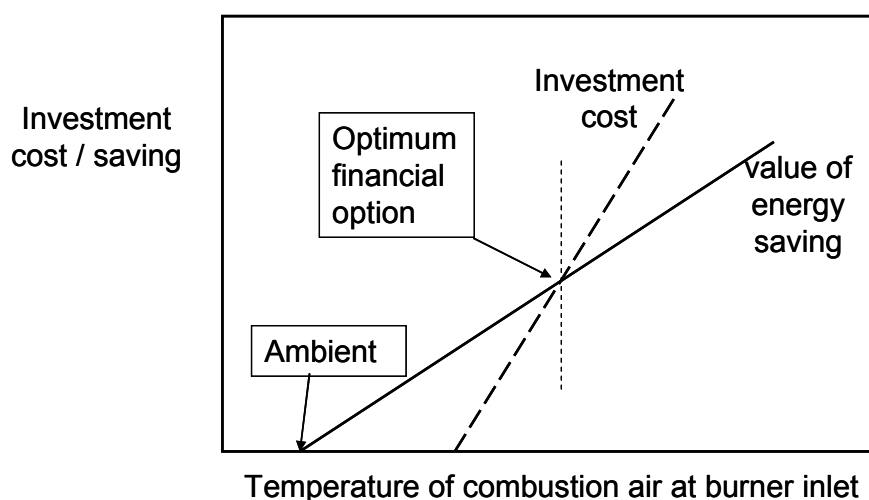 Investment
cost / saving
Investment
cost
Optimum
financial
option
value of
energy
saving
Ambient
Temperature of combustion air at burner inlet